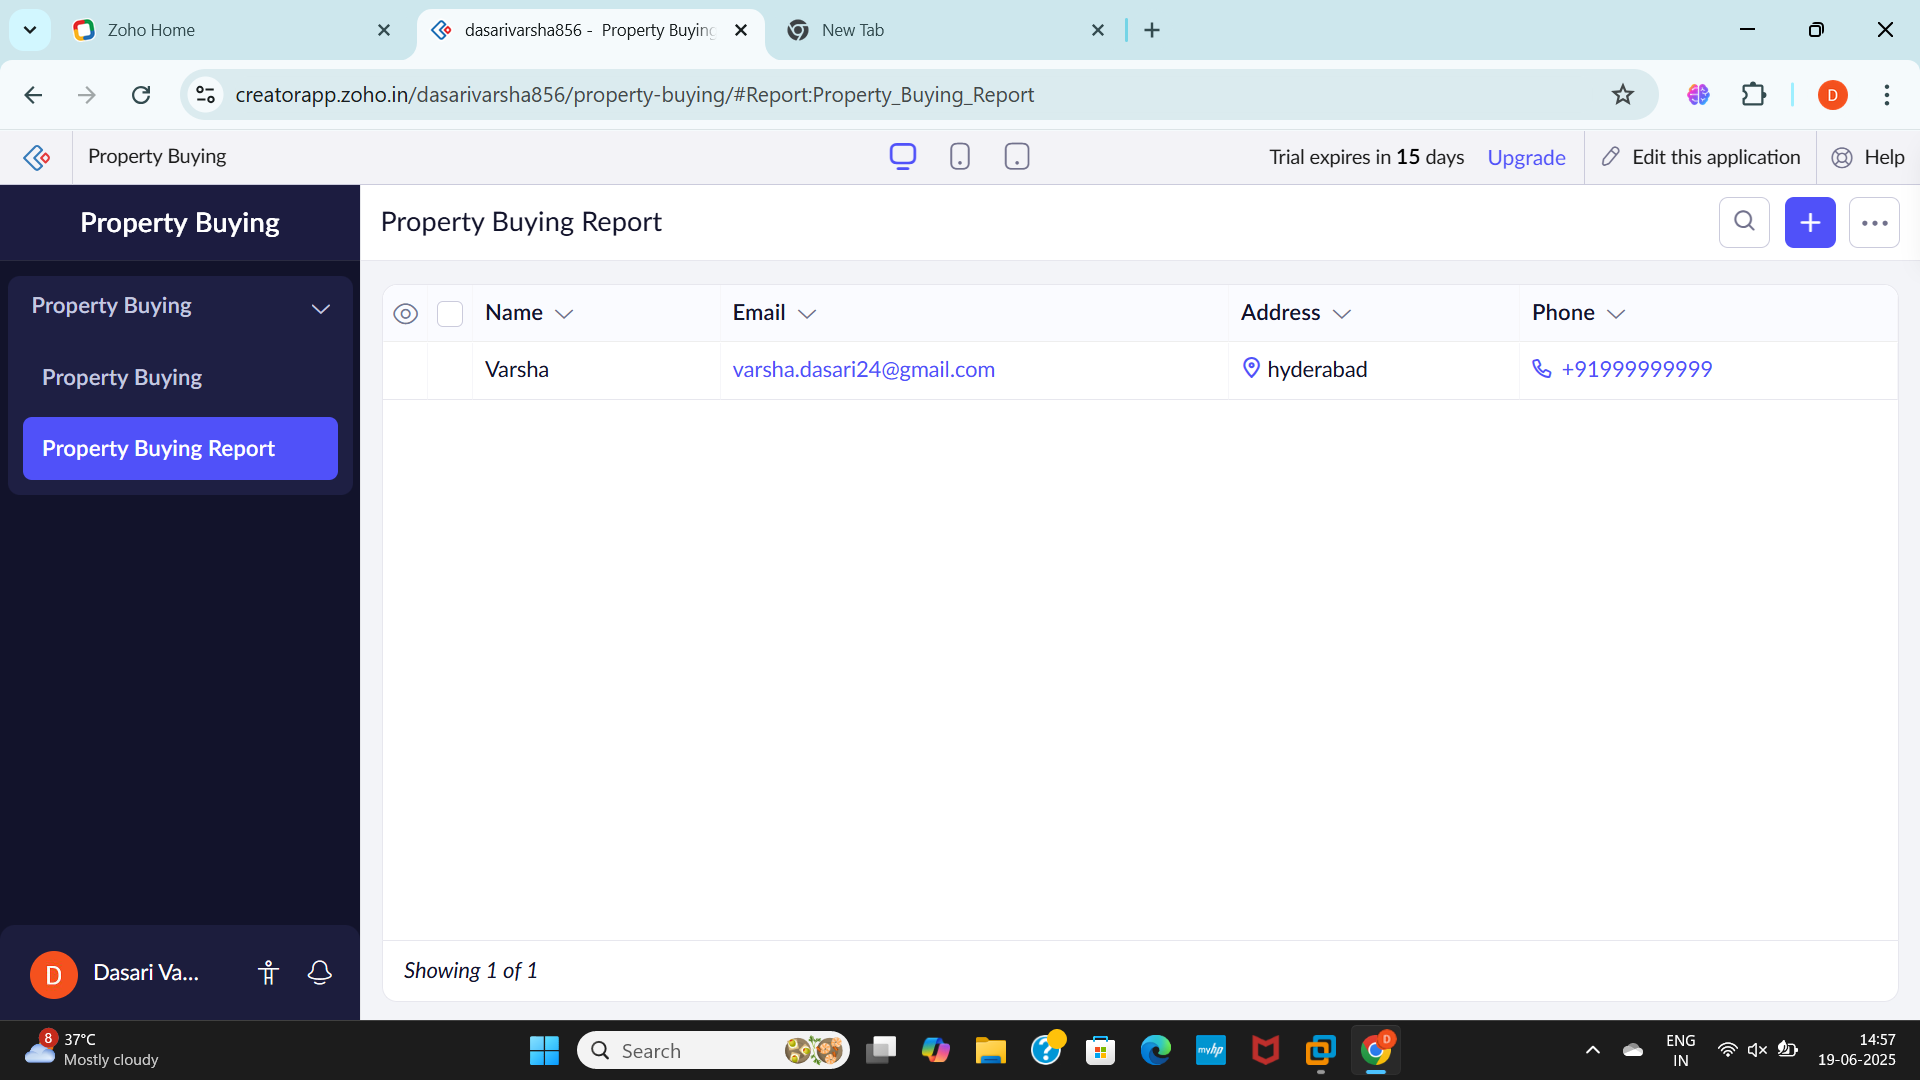 Zoho Home
dasarivarsha856 - Property Buying
New Tab
creatorapp.zoho.in/dasarivarsha856/property-buying/#Report:Property_Buying_Report
D
Property Buying
Trial expires in 15 days
Upgrade
Edit this application
Help
Property Buying
Property Buying Report
Property Buying
Property Buying
Property Buying Report
Name
Email
Address
Phone
Varsha
varsha.dasari24@gmail.com
hyderabad
+91999999999
Showing 1 of 1
D
Dasari Va...
8
37°C
Mostly cloudy
Search
myhp
D
ENG
IN
14:57
19-06-2025